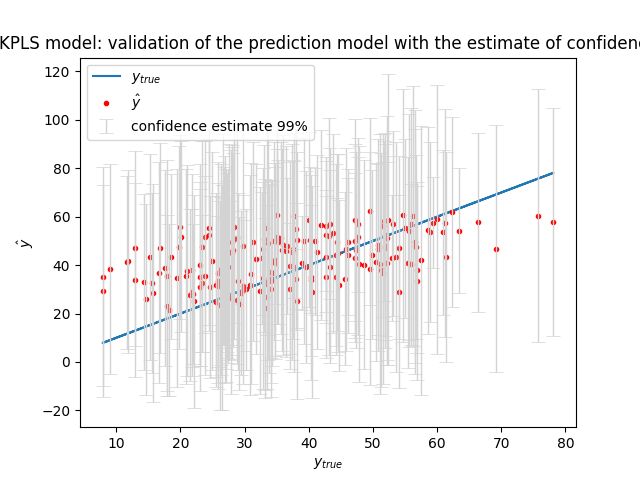 KPLS model: validation of the prediction model with the estimate of confiden
y_true
ŷ
confidence estimate 99%
120
100
80
60
40
20
0
−20
ŷ
10 20 30 40 50 60 70 80
y_true